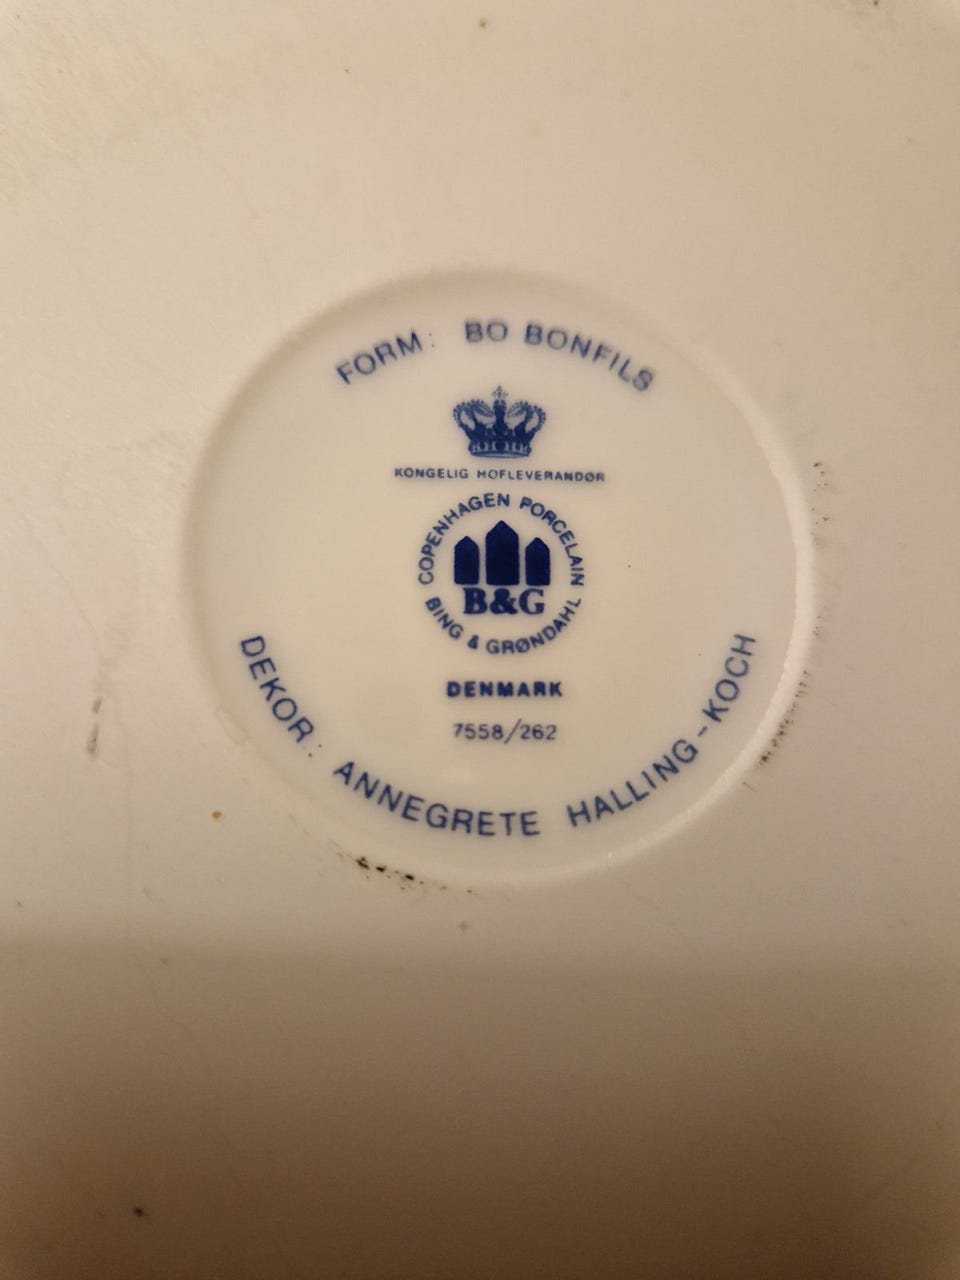 FORM: BO BONFILS
KONGELIG HOFLEVERANDØR
COPENHAGEN PORCELAIN
B&G
BING & GRØNDAHL
DENMARK
7558/262
DEKOR: ANNEGRETE HALLING-KOCH